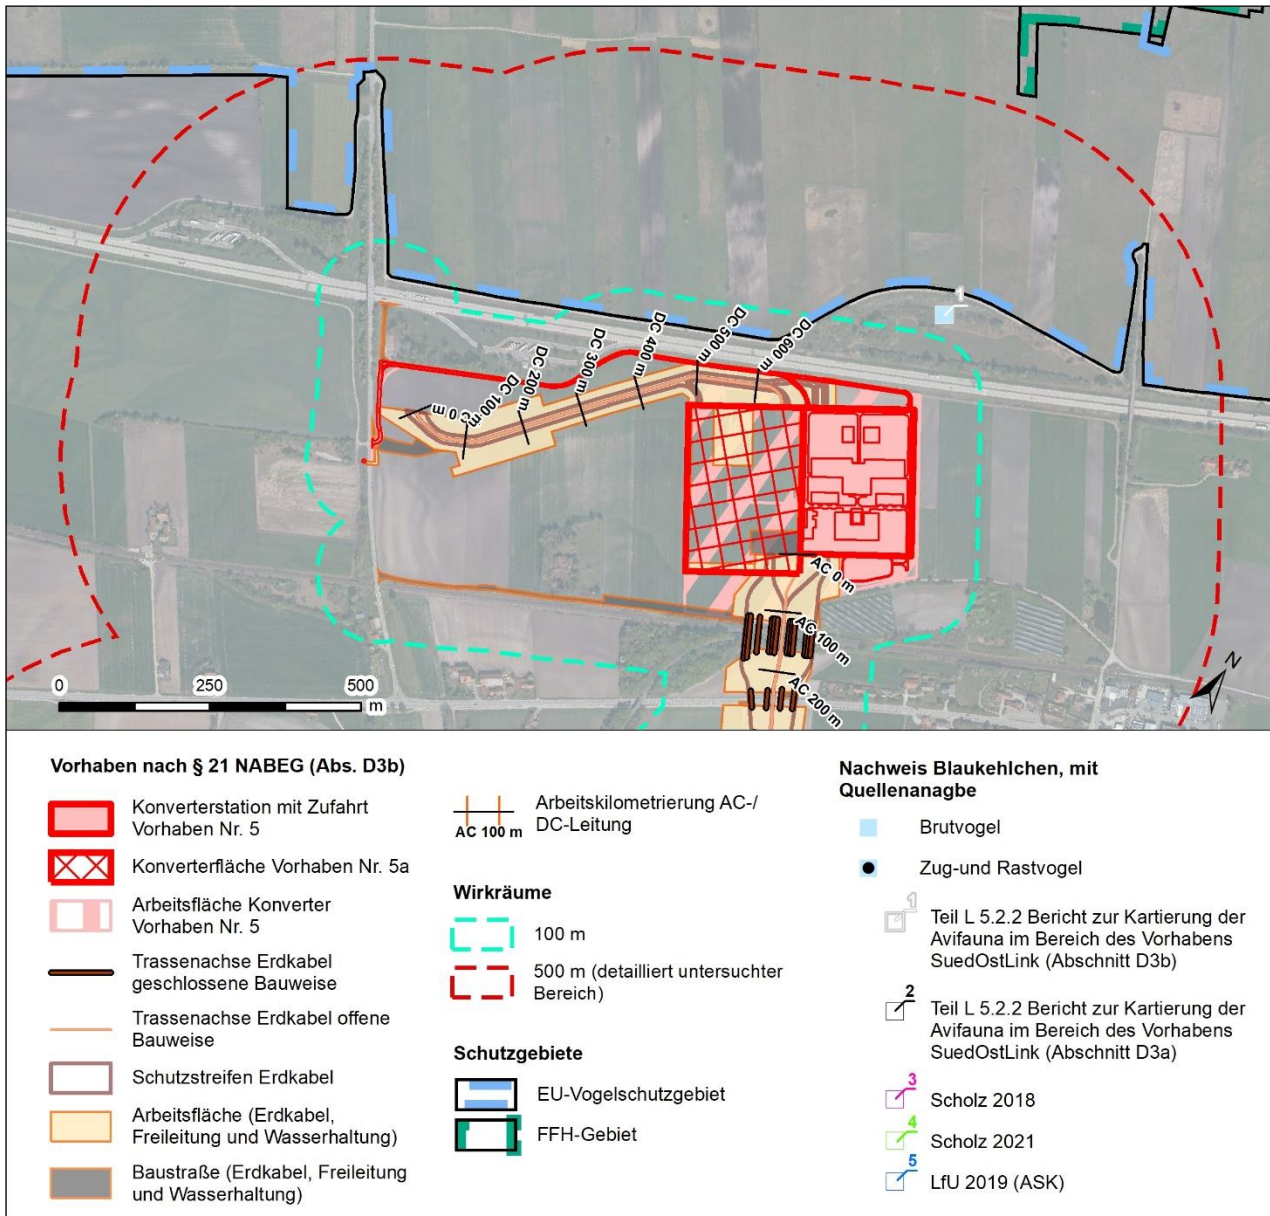 1
DC 0 m
DC 100 m
DC 200 m
DC 300 m
DC 400 m
DC 500 m
DC 600 m
AC 0 m
AC 100 m
AC 200 m
N
0 250 500
m
Vorhaben nach § 21 NABEG (Abs. D3b)
Konverterstation mit Zufahrt
Vorhaben Nr. 5
Konverterfläche Vorhaben Nr. 5a
Arbeitsfläche Konverter
Vorhaben Nr. 5
Trassenachse Erdkabel
geschlossene Bauweise
Trassenachse Erdkabel offene
Bauweise
Schutzstreifen Erdkabel
Arbeitsfläche (Erdkabel,
Freileitung und Wasserhaltung)
Baustraße (Erdkabel, Freileitung
und Wasserhaltung)
AC 100 m
Arbeitskilometrierung AC-/
DC-Leitung
Wirkräume
100 m
500 m (detailliert untersuchter
Bereich)
Schutzgebiete
EU-Vogelschutzgebiet
FFH-Gebiet
Nachweis Blaukehlchen, mit
Quellenanagbe
Brutvogel
Zug-und Rastvogel
1
Teil L 5.2.2 Bericht zur Kartierung der
Avifauna im Bereich des Vorhabens
SuedOstLink (Abschnitt D3b)
2
Teil L 5.2.2 Bericht zur Kartierung der
Avifauna im Bereich des Vorhabens
SuedOstLink (Abschnitt D3a)
3
Scholz 2018
4
Scholz 2021
5
LfU 2019 (ASK)